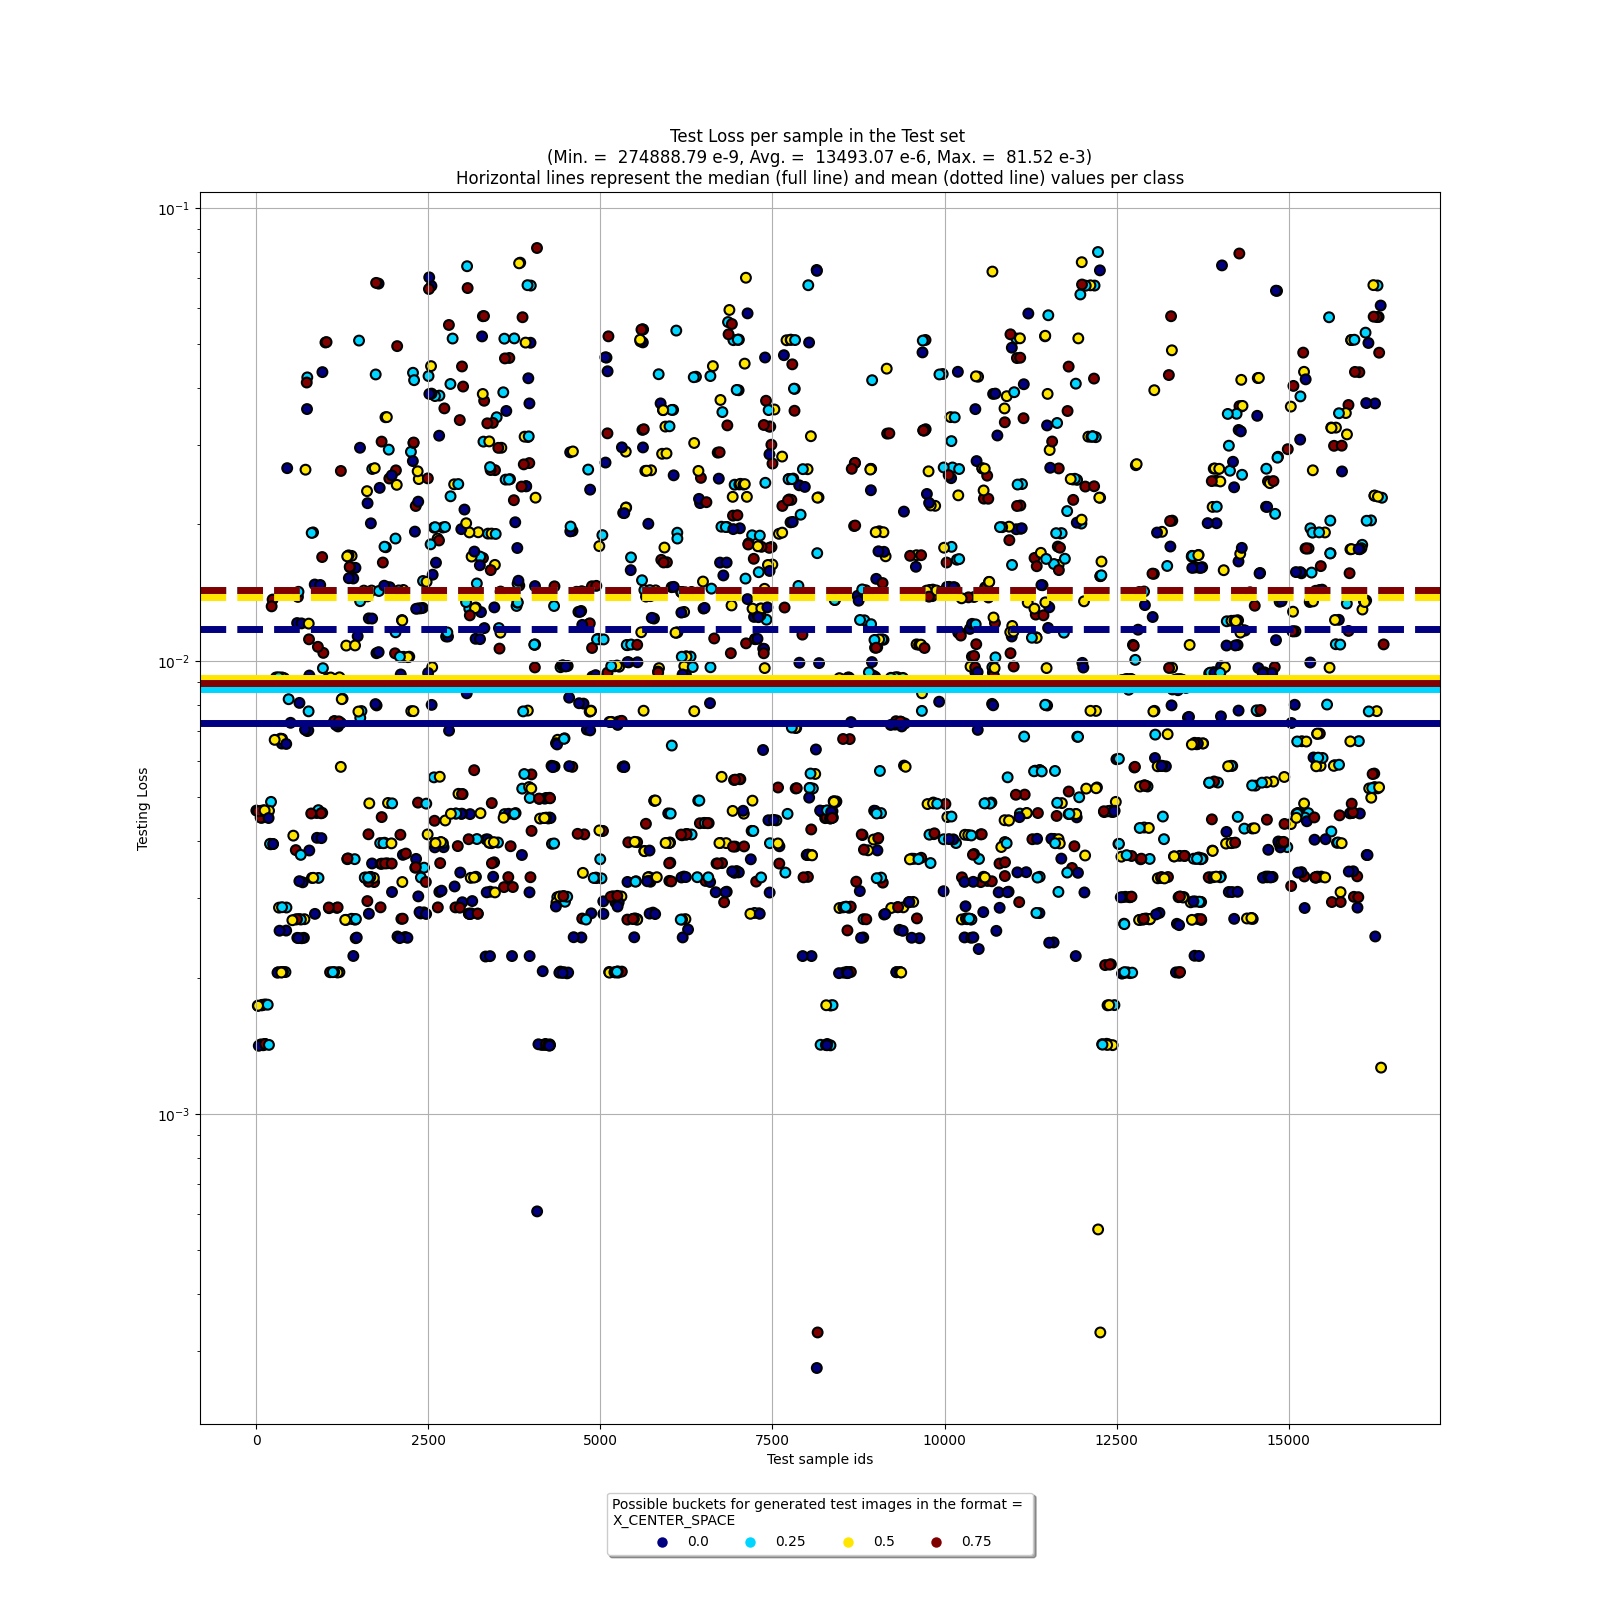 Test Loss per sample in the Test set
(Min. =  274888.79 e-9, Avg. =  13493.07 e-6, Max. =  81.52 e-3)
Horizontal lines represent the median (full line) and mean (dotted line) values per class
10⁻¹
10⁻²
10⁻³
Testing Loss
0 2500 5000 7500 10000 12500 15000
Test sample ids
Possible buckets for generated test images in the format =
X_CENTER_SPACE
0.0 0.25 0.5 0.75